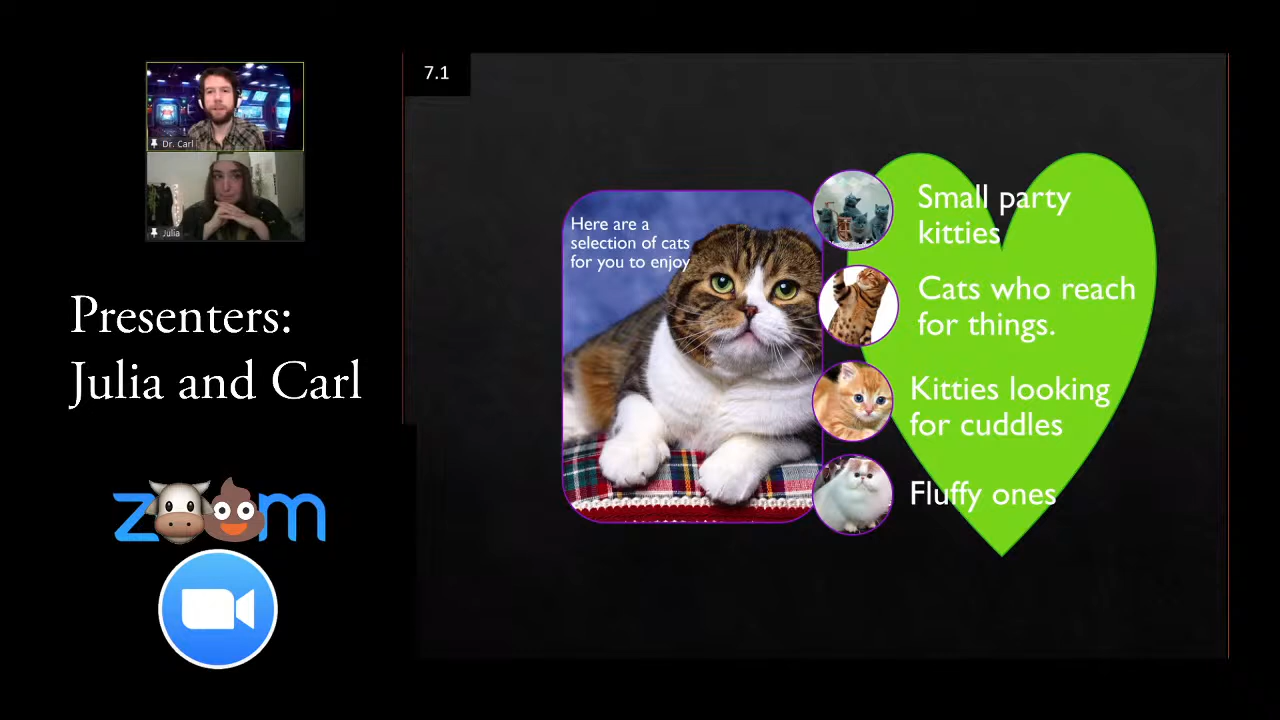 Dr. Carl
Julia
Presenters:
Julia and Carl
zoom
7.1
Here are a
selection of cats
for you to enjoy
Small party
kitties
Cats who reach
for things.
Kitties looking
for cuddles
Fluffy ones